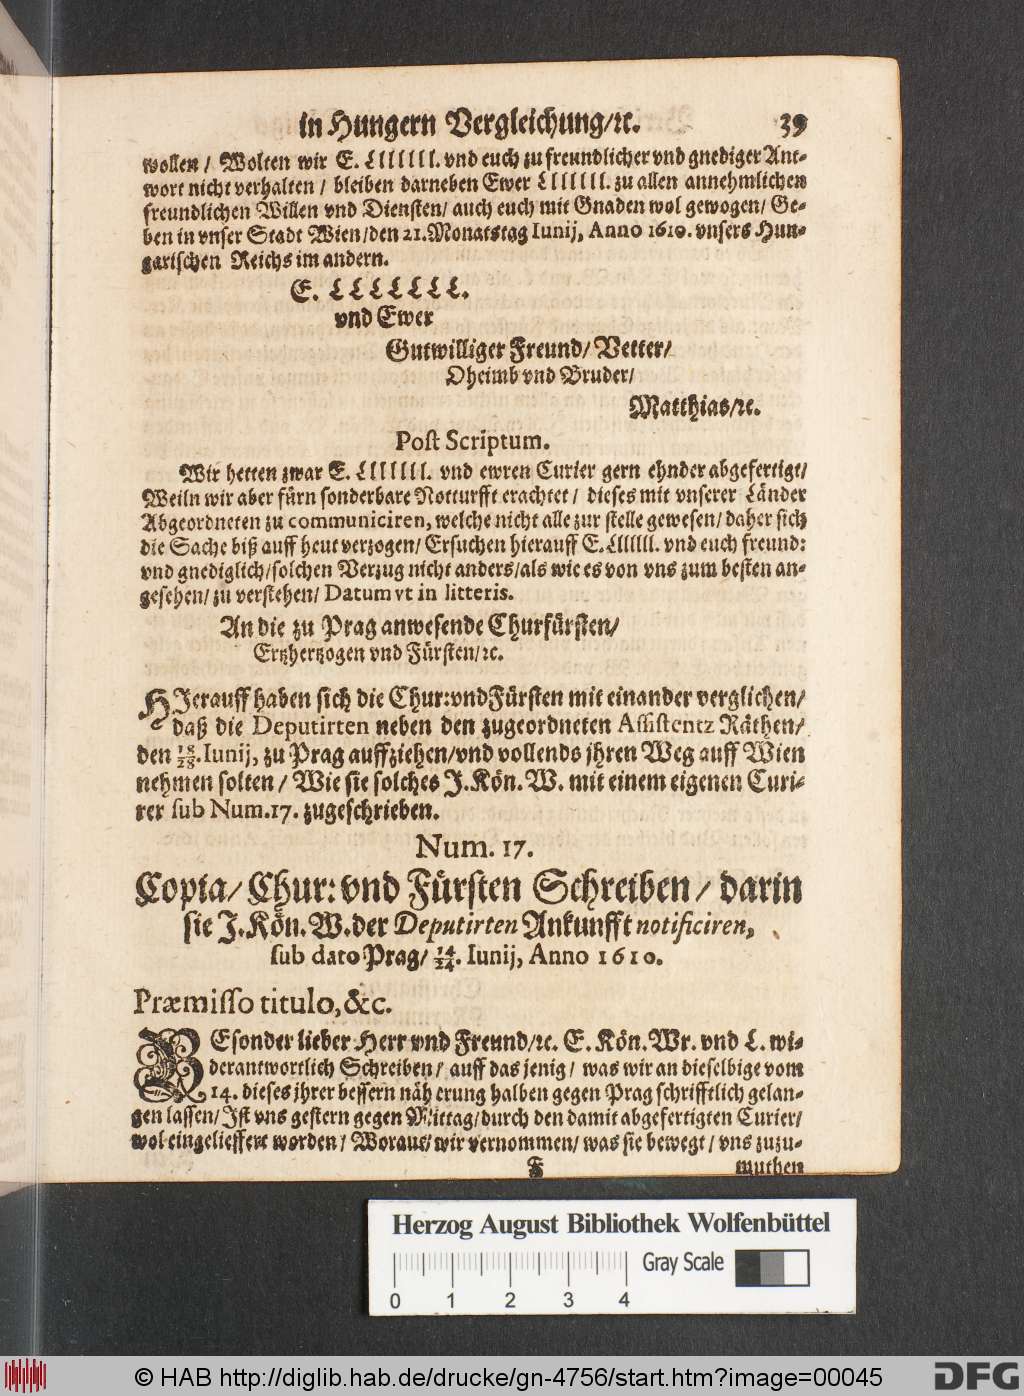 in Hungern Vergleichung/ꝛc. 39
wollen / Wolten wir E. LLLLLLL. vnd euch zu freundlicher vnd gnediger Ant-
wort nicht verhalten / bleiben darneben Ewer LLLLLLL. zu allen annehmlichen
freundlichen Willen vnd Diensten/ auch euch mit Gnaden wol gewogen/ Ge-
ben in vnser Stadt Wien/den 21.Monatstag Iunij, Anno 1610. vnsers Hun-
garischen Reichs im andern.
E. LLLLLLL.
vnd Ewer
Gutwilliger Freund/ Vetter/
Oheimb vnd Bruder/
Matthias/ꝛc.
Post Scriptum.
Wir hetten zwar E. LLLLLLL. vnd ewren Curier gern ehnder abgefertigt/
Weiln wir aber fürn sonderbare Notturfft erachtet / dieses mit vnserer Länder
Abgeordneten zu communiciren, welche nicht alle zur stelle gewesen/ daher sich
die Sache biß auff heut verzogen/ Ersuchen hierauff E. LLLLLLL. vnd euch freund:
vnd gnediglich/solchen Verzug nicht anders/als wie es von vns zum besten an-
gesehen/ zu verstehen/ Datum vt in litteris.
An die zu Prag anwesende Churfürsten/
Ertzhertzogen vnd Fürsten/ꝛc.
HIerauff haben sich die Chur:vnd Fürsten mit einander verglichen/
daß die Deputirten neben den zugeordneten Assistentz Räthen/
den 18/28. Iunij, zu Prag auffziehen/vnd vollends jhren Weg auff Wien
nehmen solten / Wie sie solches J. Kön. W. mit einem eigenen Curi-
rer sub Num. 17. zugeschrieben.
Num. 17.
Copia/ Chur: vnd Fürsten Schreiben / darin
sie J. Kön. W. der Deputirten Ankunfft notificiren,
sub dato Prag/ 14/24. Iunij, Anno 1610.
Præmisso titulo, &c.
BEsonder lieber Herr vnd Freund/ꝛc. E. Kön. Wr. vnd L. wi-
derantwortlich Schreiben / auff das jenig / was wir an dieselbige vom
14. dieses jhrer bessern näherung halben gegen Prag schrifftlich gelan-
gen lassen/ Ist vns gestern gegen Mittag/durch den damit abgefertigten Curier/
wol eingelieffert worden/ Woraus wir vernommen/ was sie bewegt / vns zuzu-
F muthen
Herzog August Bibliothek Wolfenbüttel
Gray Scale
0 1 2 3 4
© HAB http://diglib.hab.de/drucke/gn-4756/start.htm?image=00045
DFG